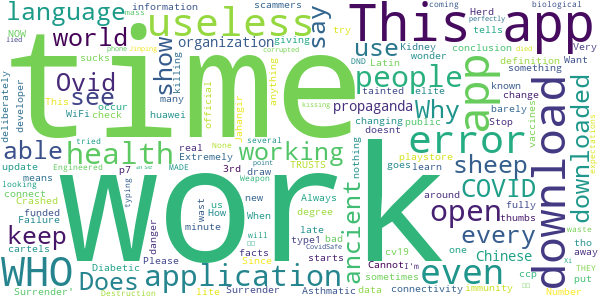 NOW information scammers
mass
coming
biological
perfectly
language useless say This app
lied phone Jinping
Herd
tells
try
Very
killing giving corrupted
sucks
world organization show use Kidney conclusion died definition
Want
wonder
DND Latin
something
deliberately
developer
time
Ovid see occur
many
official
jahangir
anything
people tainted elite
known change
Stop
app
download
WiFi check
This
huawei
kissing
Why propaganda barely
vaccines
expectations
able health working error downloaded
changing public
doesnt
update
Engineered
None
tried
several
real
3rd
point
nothing
playstore
goes learn
sheep
connect means p7
Extremely
TRUSTS
draw
ancient
COVID
looking
Crashed
typing
MADE arse
us new
Weapon
How
CovidSafe
Always
degree
work
open every
around
fully
thumbs
funded
Failure
keep
cartels
danger
wast
minute
When
will
facts
late
bad
starts
type1
cv19
one
Chinese
tho
away
Xi
waste
WHO Does application even
Please
Since
Cannot I'm
sometimes
ccp
immunity
THEY
put
Surrender'
Diabetic
Destruction
lite
Surrender
Asthmatic
data connectivity
Number